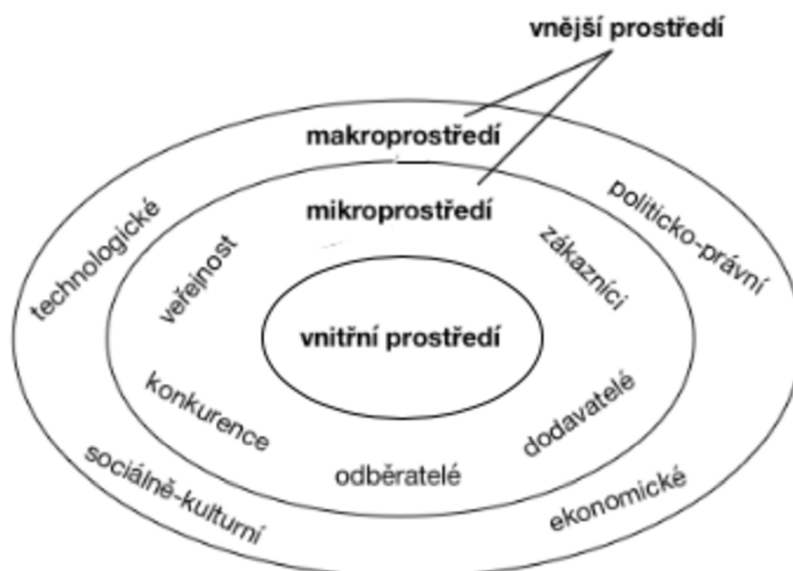 vnější prostředí
makroprostředí
mikroprostředí
technologické
politicko-právní
veřejnost
zákazníci
vnitřní prostředí
konkurence
dodavatelé
odběratelé
sociálně-kulturní
ekonomické